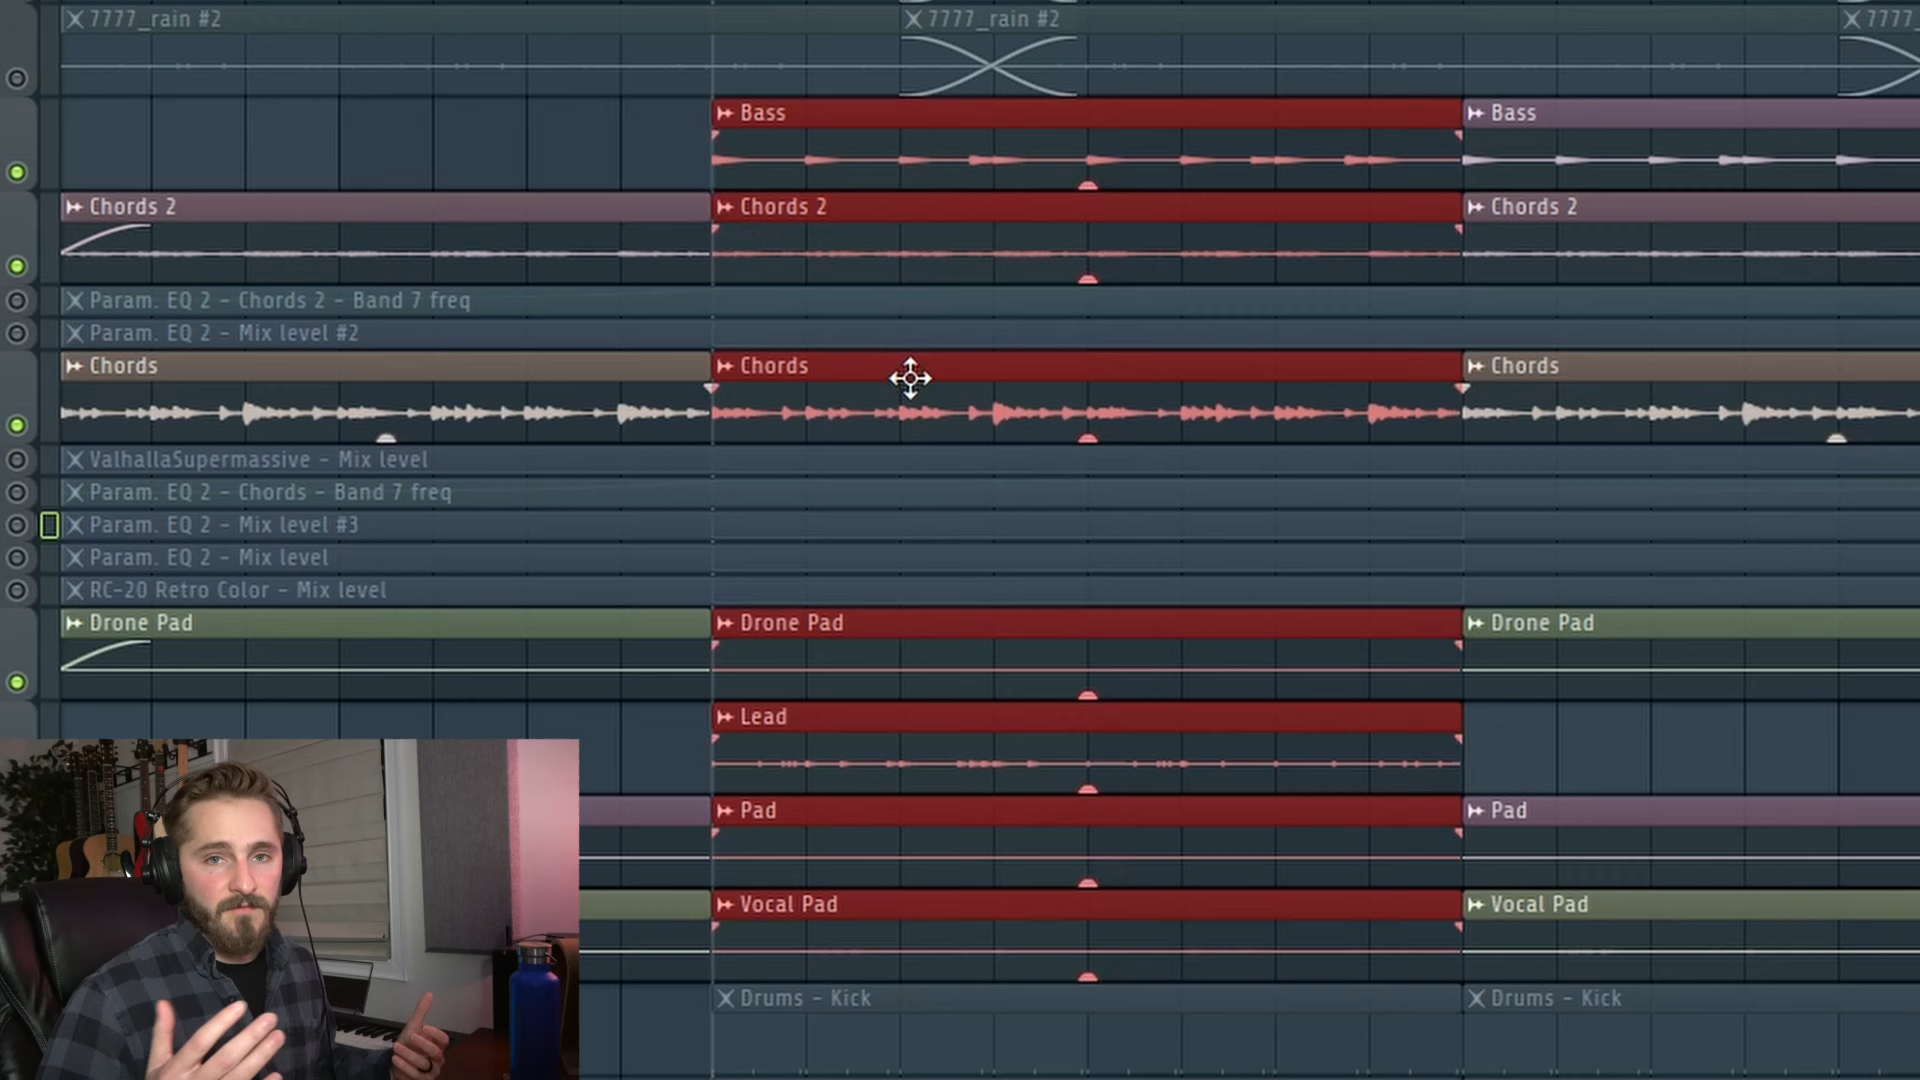 7777_rain #2
7777_rain #2
7777_
Bass
Bass
Chords 2
Chords 2
Chords 2
Param. EQ 2 - Chords 2 - Band 7 freq
Param. EQ 2 - Mix level #2
Chords
Chords
Chords
ValhallaSupermassive - Mix level
Param. EQ 2 - Chords - Band 7 freq
Param. EQ 2 - Mix level #3
Param. EQ 2 - Mix level
RC-20 Retro Color - Mix level
Drone Pad
Drone Pad
Drone Pad
Lead
Pad
Pad
Vocal Pad
Vocal Pad
Drums - Kick
Drums - Kick